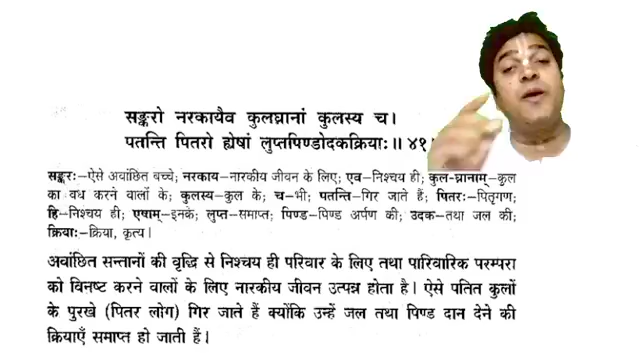 सङ्करो नरकायैव कुलघ्नानां कुलस्य च।
पतन्ति पितरो ह्येषां लुप्तपिण्डोदकक्रियाः॥ ४१
सङ्करः–ऐसे अवांछित बच्चे; नरकाय–नारकीय जीवन के लिए; एव–निश्चय ही; कुल-घ्नानाम्–कुल
का वध करने वालों के; कुलस्य–कुल के; च–भी; पतन्ति–गिर जाते हैं; पितरः–पितृगण;
हि–निश्चय ही; एषाम्–इनके; लुप्त–समाप्त; पिण्ड–पिण्ड अर्पण की; उदक–तथा जल की;
क्रियाः–क्रिया, कृत्य।
अवांछित सन्तानों की वृद्धि से निश्चय ही परिवार के लिए तथा पारिवारिक परम्परा
को विनष्ट करने वालों के लिए नारकीय जीवन उत्पन्न होता है। ऐसे पतित कुलों
के पुरखे (पितर लोग) गिर जाते हैं क्योंकि उन्हें जल तथा पिण्ड दान देने की
क्रियाएँ समाप्त हो जाती हैं।